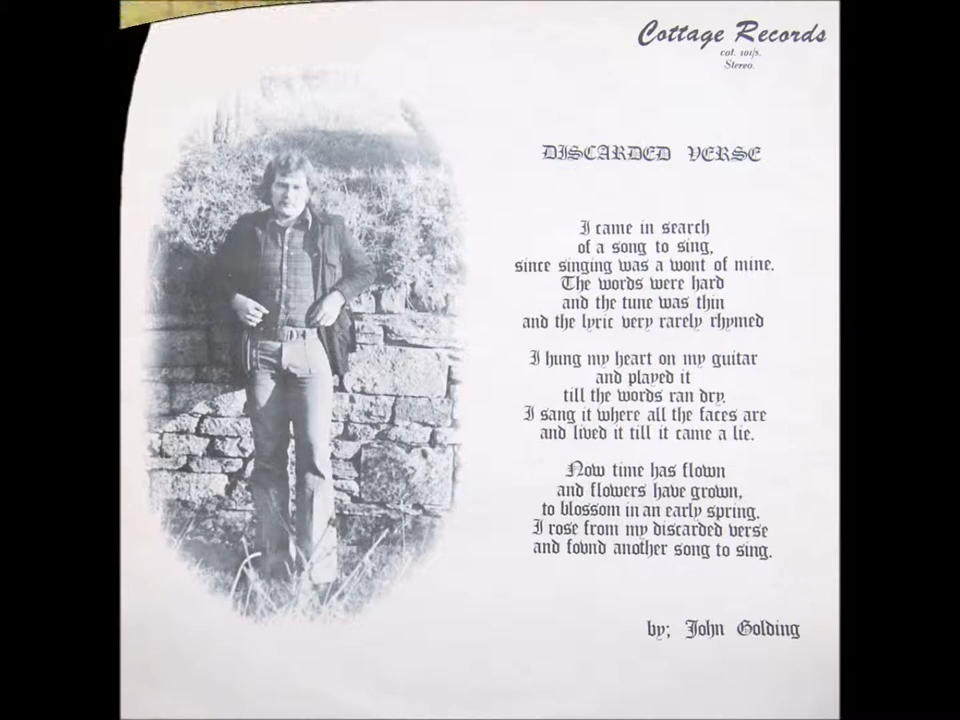 Cottage Records
cat. 101/s.
Stereo.
DISCARDED VERSE
I came in search
of a song to sing,
since singing was a wont of mine.
The words were hard
and the tune was thin
and the lyric very rarely rhymed
I hung my heart on my guitar
and played it
till the words ran dry.
I sang it where all the faces are
and lived it till it came a lie.
Now time has flown
and flowers have grown,
to blossom in an early spring.
I rose from my discarded verse
and fovnd another song to sing.
by; John Golding